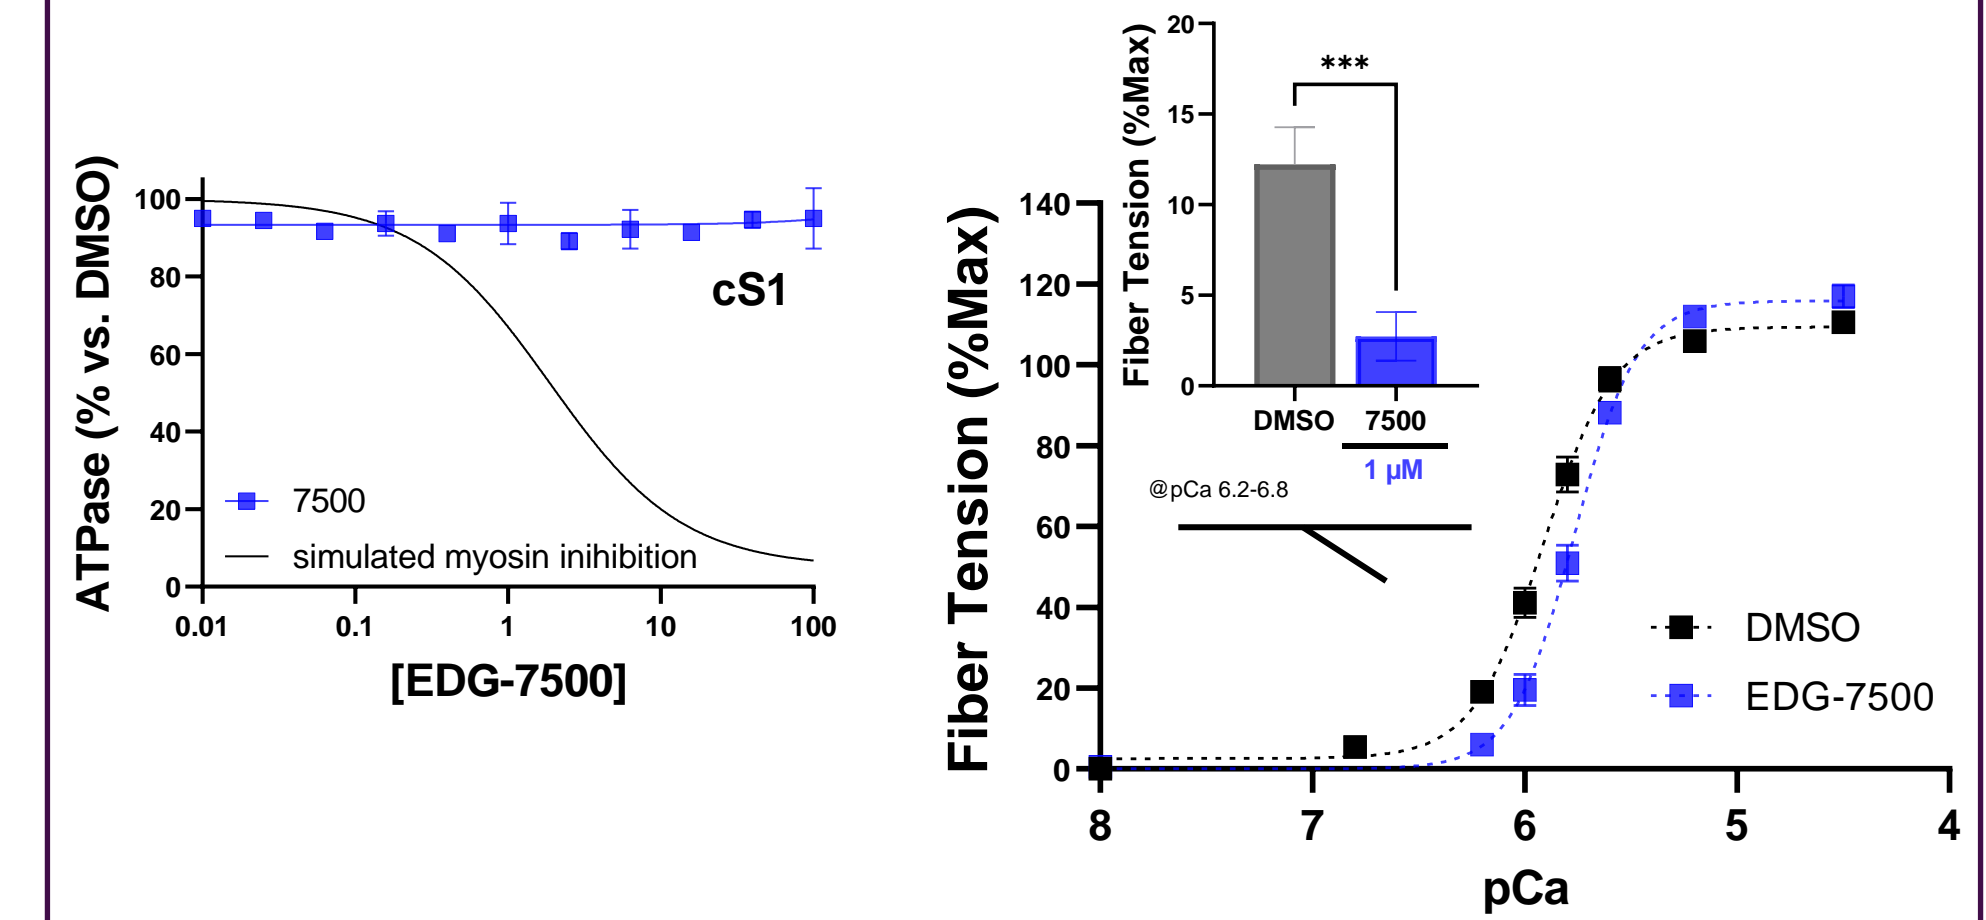 ATPase (% vs. DMSO)
100
80
60
40
20
0
0.01 0.1 1 10 100
[EDG-7500]
cS1
7500
simulated myosin inihibition
Fiber Tension (%Max)
20
15
10
5
0
***
DMSO 7500
1 µM
@pCa 6.2-6.8
Fiber Tension (%Max)
140
120
100
80
60
40
20
0
8 7 6 5 4
pCa
DMSO
EDG-7500